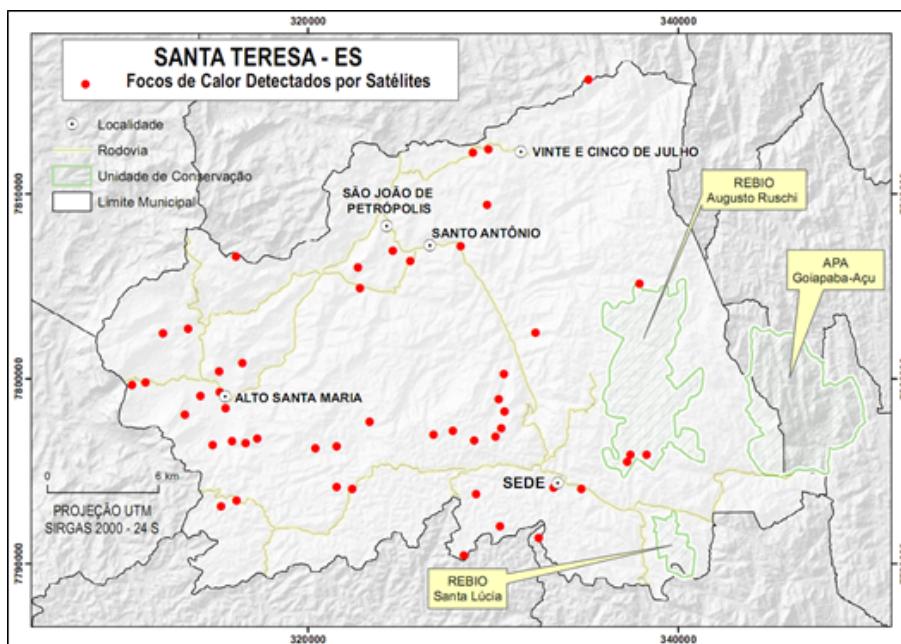 320000
340000
SANTA TERESA - ES
Focos de Calor Detectados por Satélites
Localidade
Rodovia
Unidade de Conservação
Limite Municipal
VINTE E CINCO DE JULHO
SÃO JOÃO DE
PETRÓPOLIS
SANTO ANTÔNIO
REBIO
Augusto Ruschi
APA
Goiapaba-Açu
7810000
7800000
ALTO SANTA MARIA
0
6 km
SEDE
PROJEÇÃO UTM
SIRGAS 2000 - 24 S
REBIO
Santa Lúcia
7790000
320000
340000